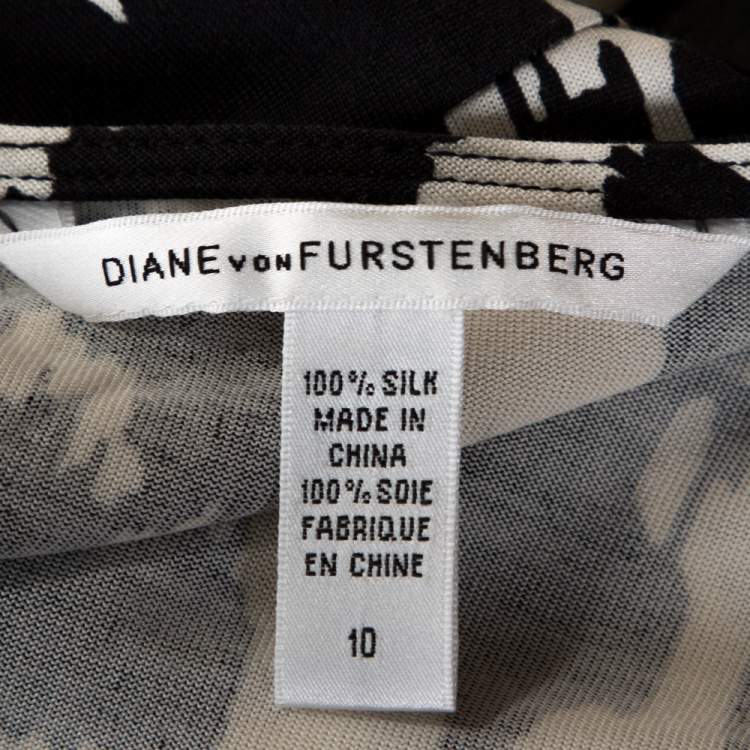 DIANE VON FURSTENBERG
100% SILK
MADE IN
CHINA
100% SOIE
FABRIQUE
EN CHINE
10